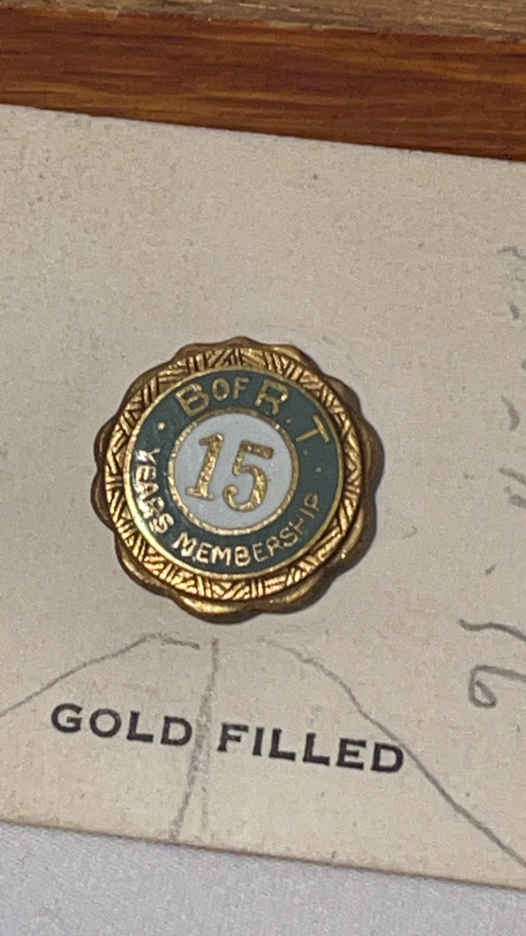 B OF R. T.
15
YEARS MEMBERSHIP
GOLD FILLED